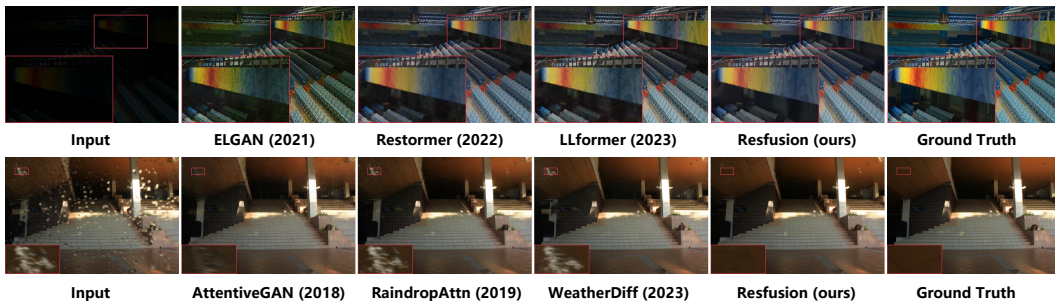 Input ELGAN (2021) Restormer (2022) LLformer (2023) Resfusion (ours) Ground Truth
Input AttentiveGAN (2018) RaindropAttn (2019) WeatherDiff (2023) Resfusion (ours) Ground Truth